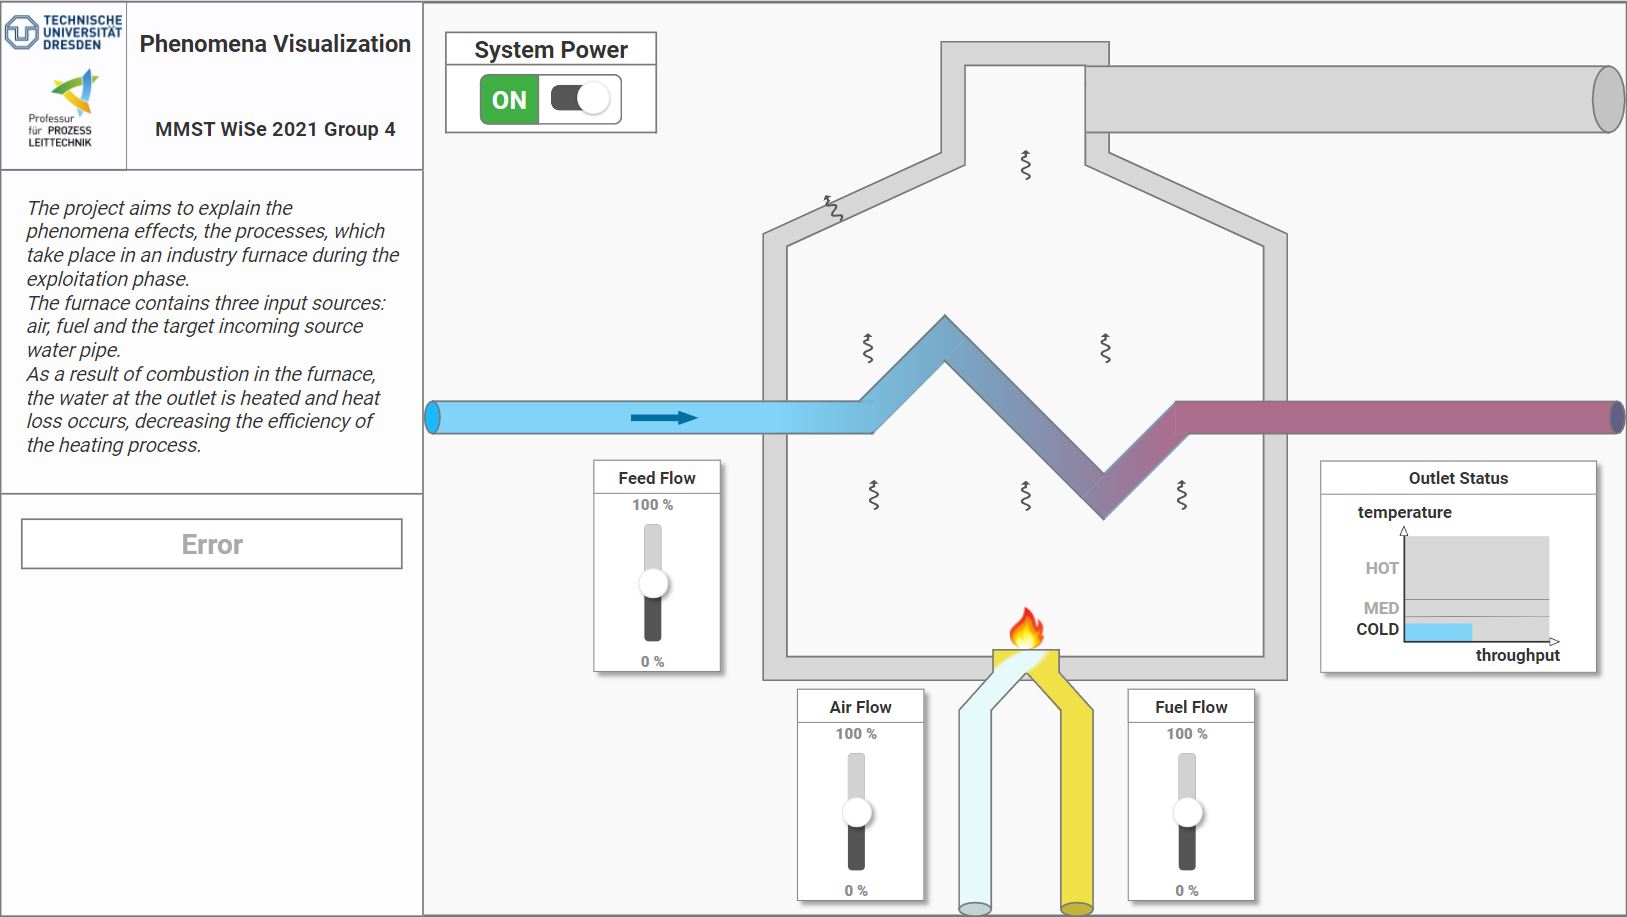 TECHNISCHE
UNIVERSITÄT
DRESDEN
Professur
für PROZESS
LEITTECHNIK
Phenomena Visualization
MMST WiSe 2021 Group 4
The project aims to explain the
phenomena effects, the processes, which
take place in an industry furnace during the
exploitation phase.
The furnace contains three input sources:
air, fuel and the target incoming source
water pipe.
As a result of combustion in the furnace,
the water at the outlet is heated and heat
loss occurs, decreasing the efficiency of
the heating process.
Error
System Power
ON
Feed Flow
100 %
0 %
Air Flow
100 %
0 %
Fuel Flow
100 %
0 %
Outlet Status
temperature
HOT
MED
COLD
throughput